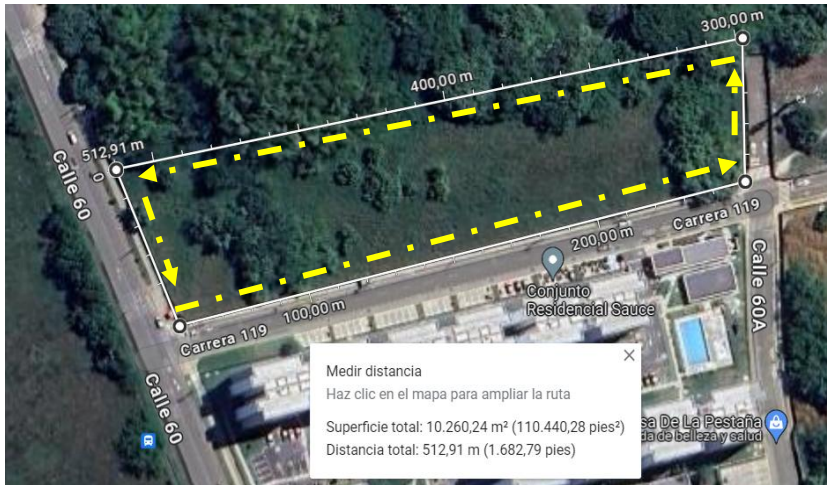 300,00 m
400,00 m
512,91 m
0
Calle 60
Carrera 119
200,00 m
Conjunto
Residencial Sauce
100,00 m
Carrera 119
Calle 60A
Calle 60
Medir distancia
Haz clic en el mapa para ampliar la ruta
Superficie total: 10.260,24 m² (110.440,28 pies²)
Distancia total: 512,91 m (1.682,79 pies)
sa De La Pestaña
da de belleza y salud